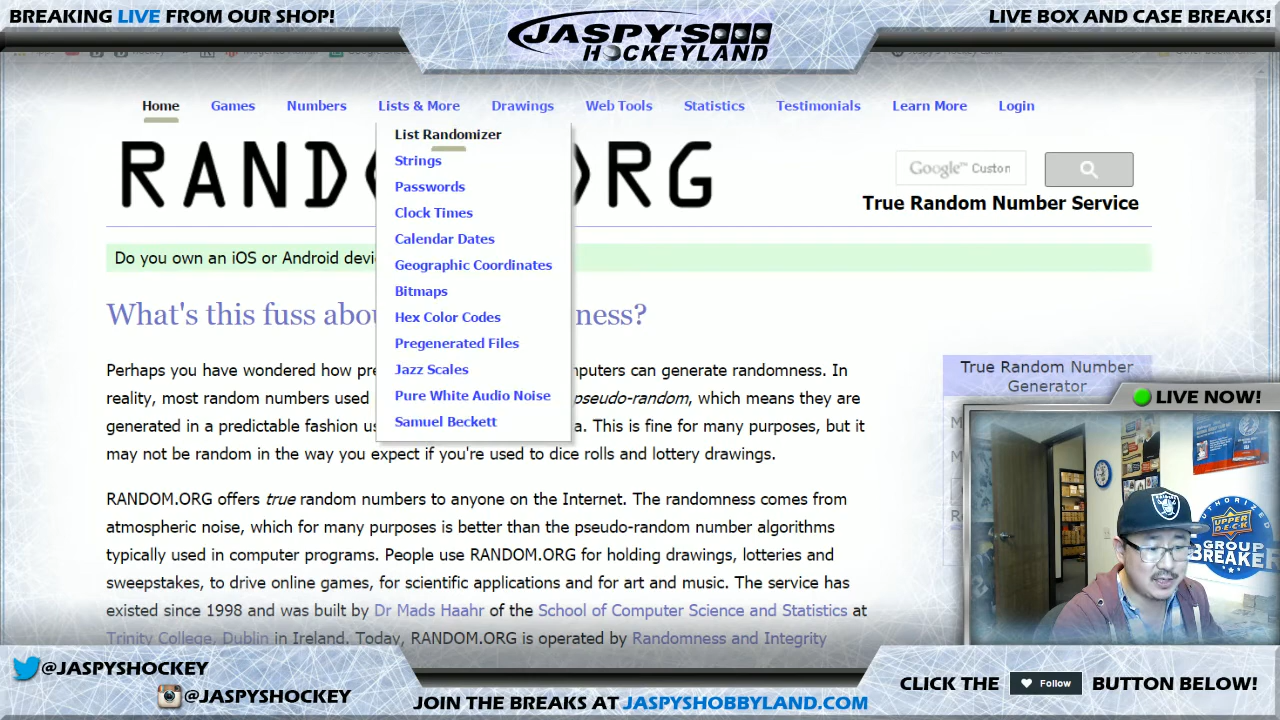 BREAKING LIVE FROM OUR SHOP!
JASPY'S
HOCKEYLAND
LIVE BOX AND CASE BREAKS!
Home Games Numbers Lists & More Drawings Web Tools Statistics Testimonials Learn More Login
List Randomizer
Strings
Passwords
Clock Times
Calendar Dates
Geographic Coordinates
Bitmaps
Hex Color Codes
Pregenerated Files
Jazz Scales
Pure White Audio Noise
Samuel Beckett
RAND RG
Google™ Custom
True Random Number Service
Do you own an iOS or Android devi
What's this fuss abou ness?
Perhaps you have wondered how pre puters can generate randomness. In
reality, most random numbers used pseudo-random, which means they are
generated in a predictable fashion us a. This is fine for many purposes, but it
may not be random in the way you expect if you're used to dice rolls and lottery drawings.
RANDOM.ORG offers true random numbers to anyone on the Internet. The randomness comes from
atmospheric noise, which for many purposes is better than the pseudo-random number algorithms
typically used in computer programs. People use RANDOM.ORG for holding drawings, lotteries and
sweepstakes, to drive online games, for scientific applications and for art and music. The service has
existed since 1998 and was built by Dr Mads Haahr of the School of Computer Science and Statistics at
Trinity College, Dublin in Ireland. Today, RANDOM.ORG is operated by Randomness and Integrity
True Random Number
Generator
LIVE NOW!
AUTHORIZED
UPPER DECK
GROUP
BREAKER
@JASPYSHOCKEY
@JASPYSHOCKEY
JOIN THE BREAKS AT JASPYSHOBBYLAND.COM
CLICK THE Follow BUTTON BELOW!